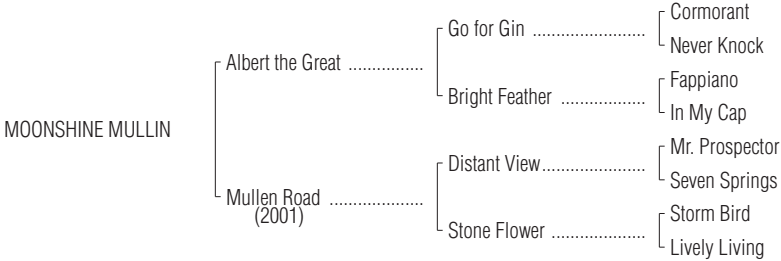 Cormorant
Go for Gin ........................
Never Knock
Albert the Great ................
Fappiano
Bright Feather ..................
In My Cap
MOONSHINE MULLIN
Mr. Prospector
Distant View......................
Seven Springs
Mullen Road ....................
(2001)
Storm Bird
Stone Flower ....................
Lively Living